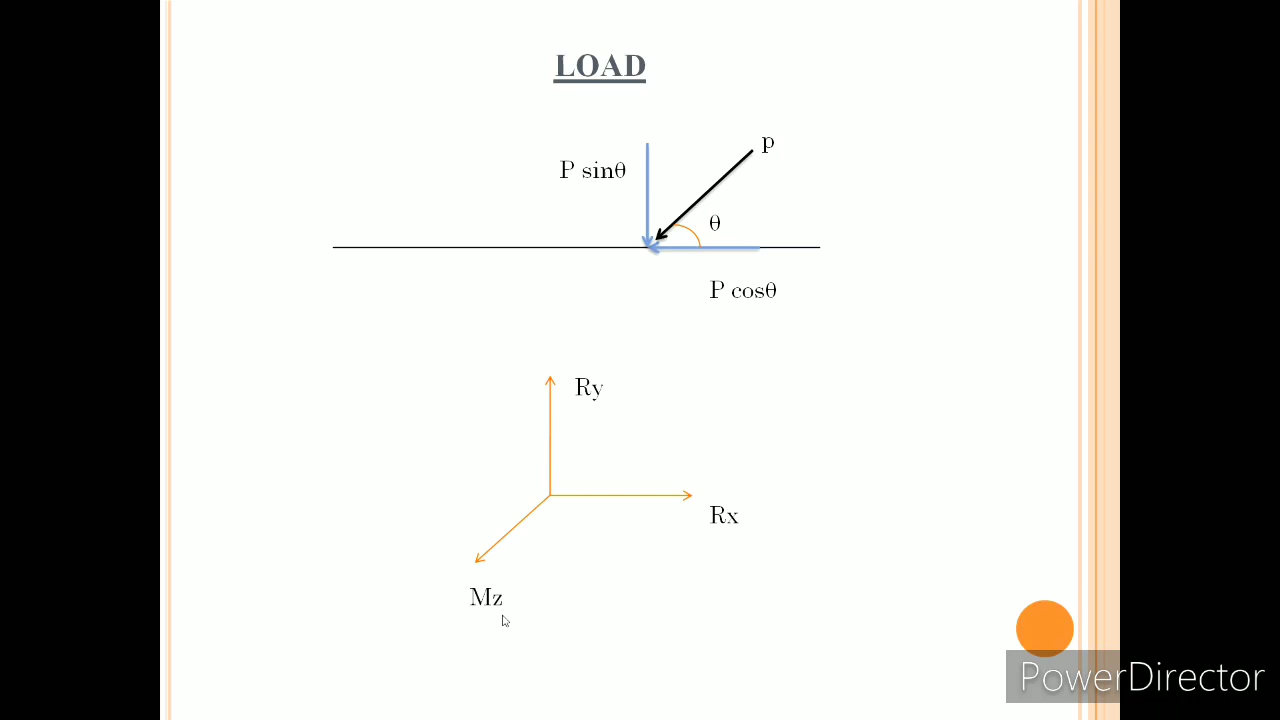 LOAD
p
P sinθ
θ
P cosθ
Ry
Rx
Mz
PowerDirector